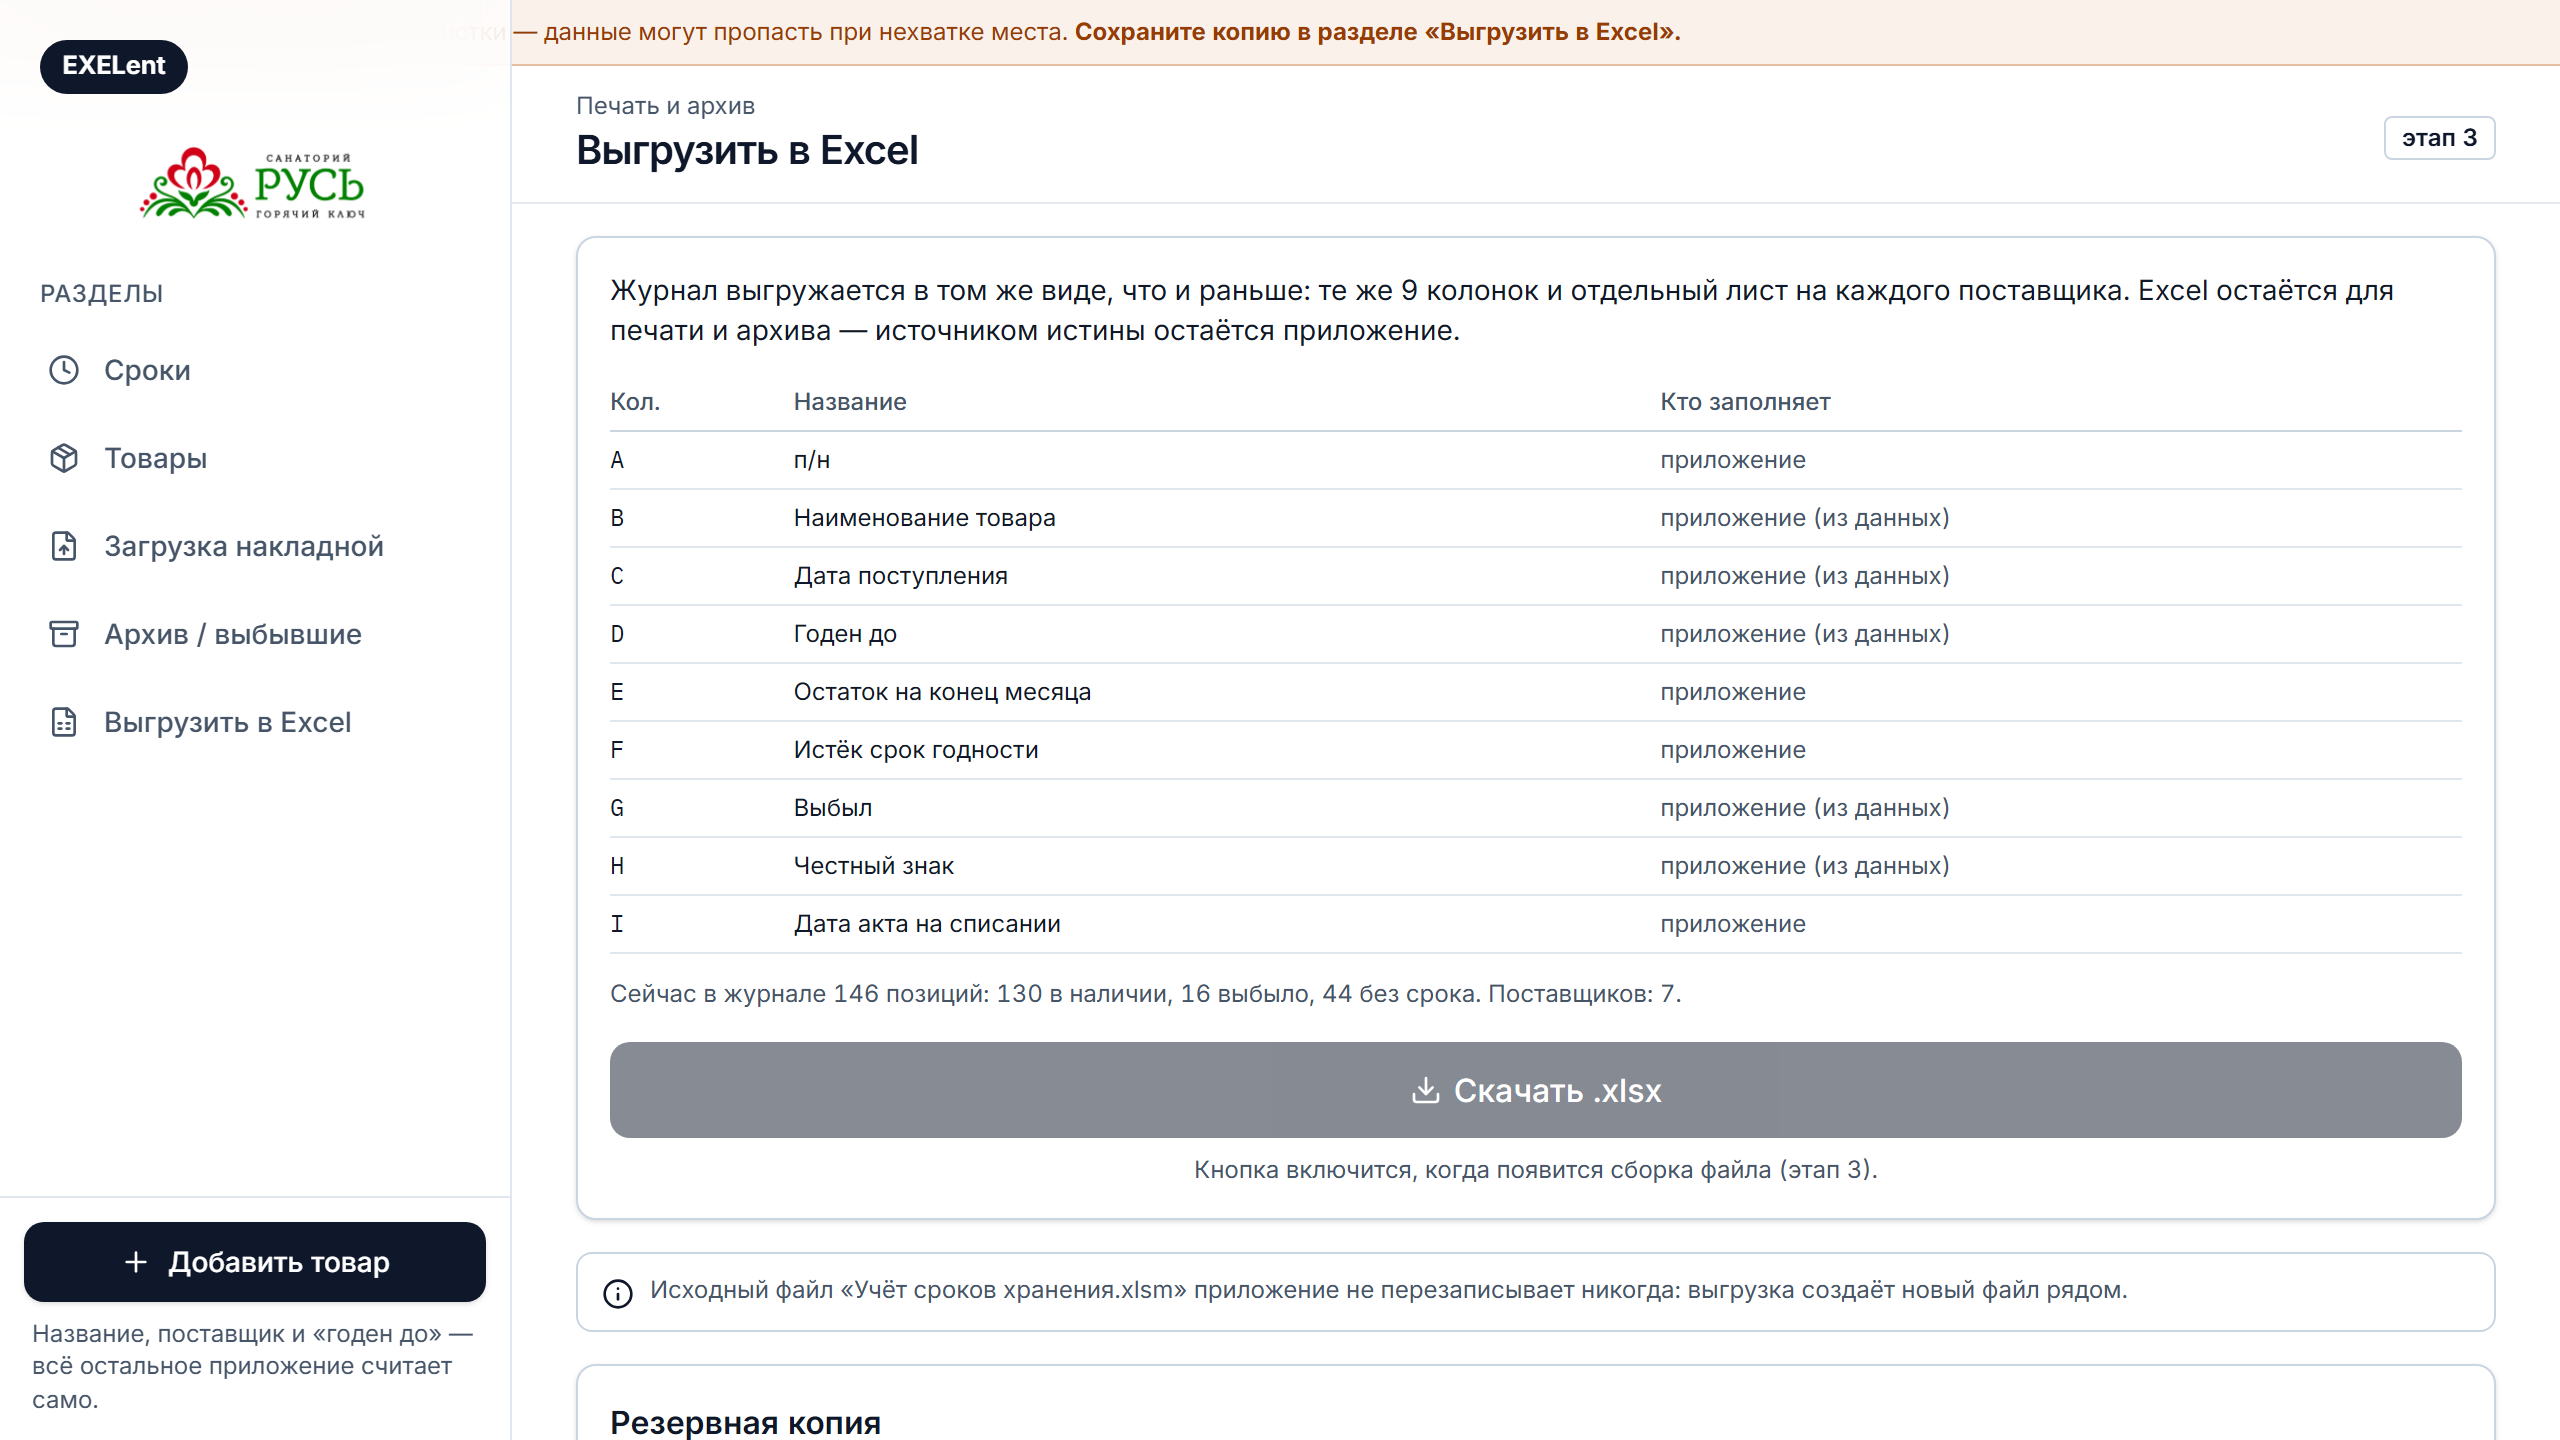 — данные могут пропасть при нехватке места. Сохраните копию в разделе «Выгрузить в Excel».
EXELent
САНАТОРИЙ
РУСЬ
ГОРЯЧИЙ КЛЮЧ
РАЗДЕЛЫ
Сроки
Товары
Загрузка накладной
Архив / выбывшие
Выгрузить в Excel
Добавить товар
Название, поставщик и «годен до» —
всё остальное приложение считает
само.
Печать и архив
Выгрузить в Excel
этап 3
Журнал выгружается в том же виде, что и раньше: те же 9 колонок и отдельный лист на каждого поставщика. Excel остаётся для
печати и архива — источником истины остаётся приложение.
Кол. Название Кто заполняет
A п/н приложение
B Наименование товара приложение (из данных)
C Дата поступления приложение (из данных)
D Годен до приложение (из данных)
E Остаток на конец месяца приложение
F Истёк срок годности приложение
G Выбыл приложение (из данных)
H Честный знак приложение (из данных)
I Дата акта на списании приложение
Сейчас в журнале 146 позиций: 130 в наличии, 16 выбыло, 44 без срока. Поставщиков: 7.
Скачать .xlsx
Кнопка включится, когда появится сборка файла (этап 3).
Исходный файл «Учёт сроков хранения.xlsm» приложение не перезаписывает никогда: выгрузка создаёт новый файл рядом.
Резервная копия